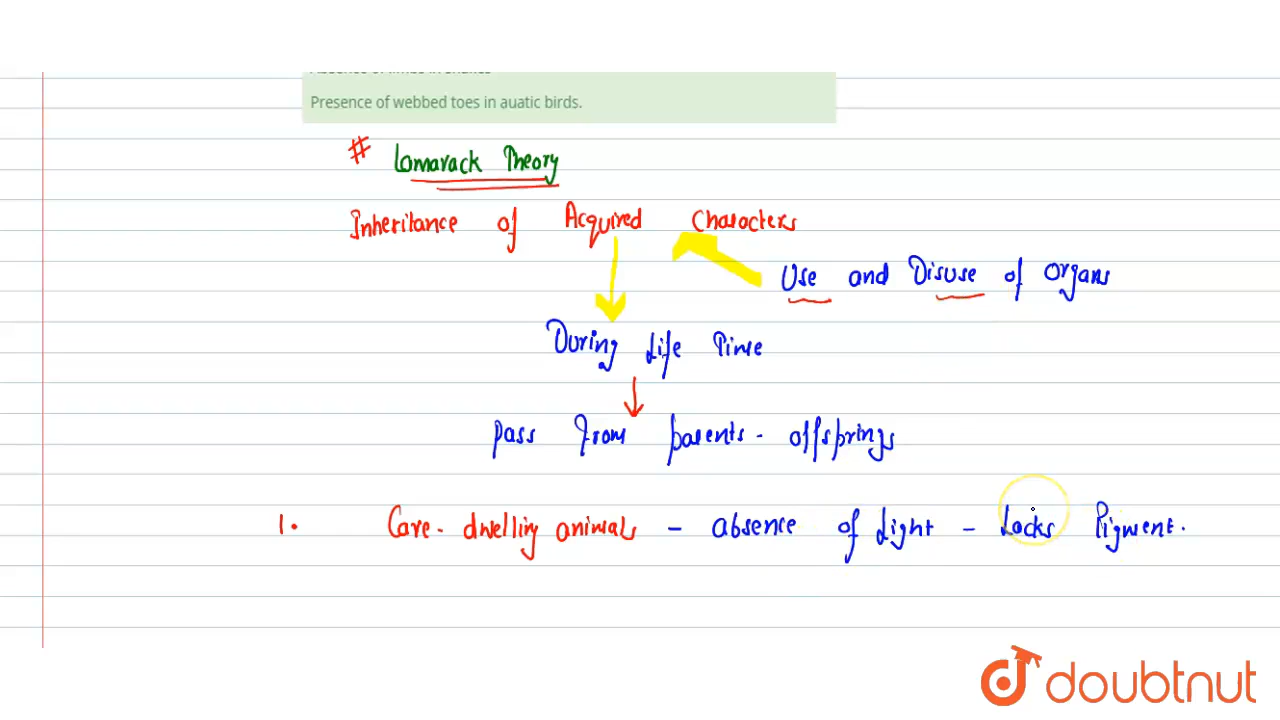 Presence of webbed toes in auatic birds.
# Lamarack Theory
Inheritance of Acquired Characters
Use and Disuse of Organs
During Life Time
Pass from parents - offsprings
1. Cave-dwelling animals - absence of light - Lacks Pigment.
doubtnut